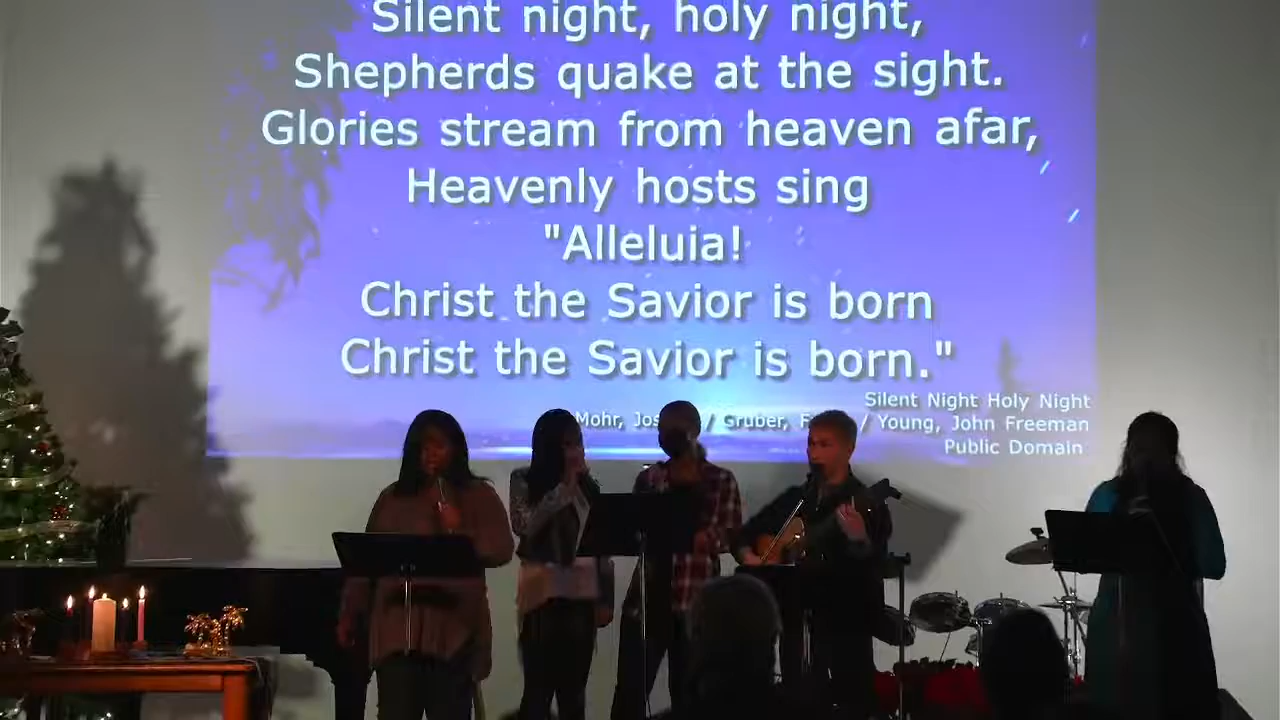 Silent night, holy night,
Shepherds quake at the sight.
Glories stream from heaven afar,
Heavenly hosts sing
"Alleluia!
Christ the Savior is born
Christ the Savior is born."
Silent Night Holy Night
Mohr, / Gruber, / Young, John Freeman
Public Domain